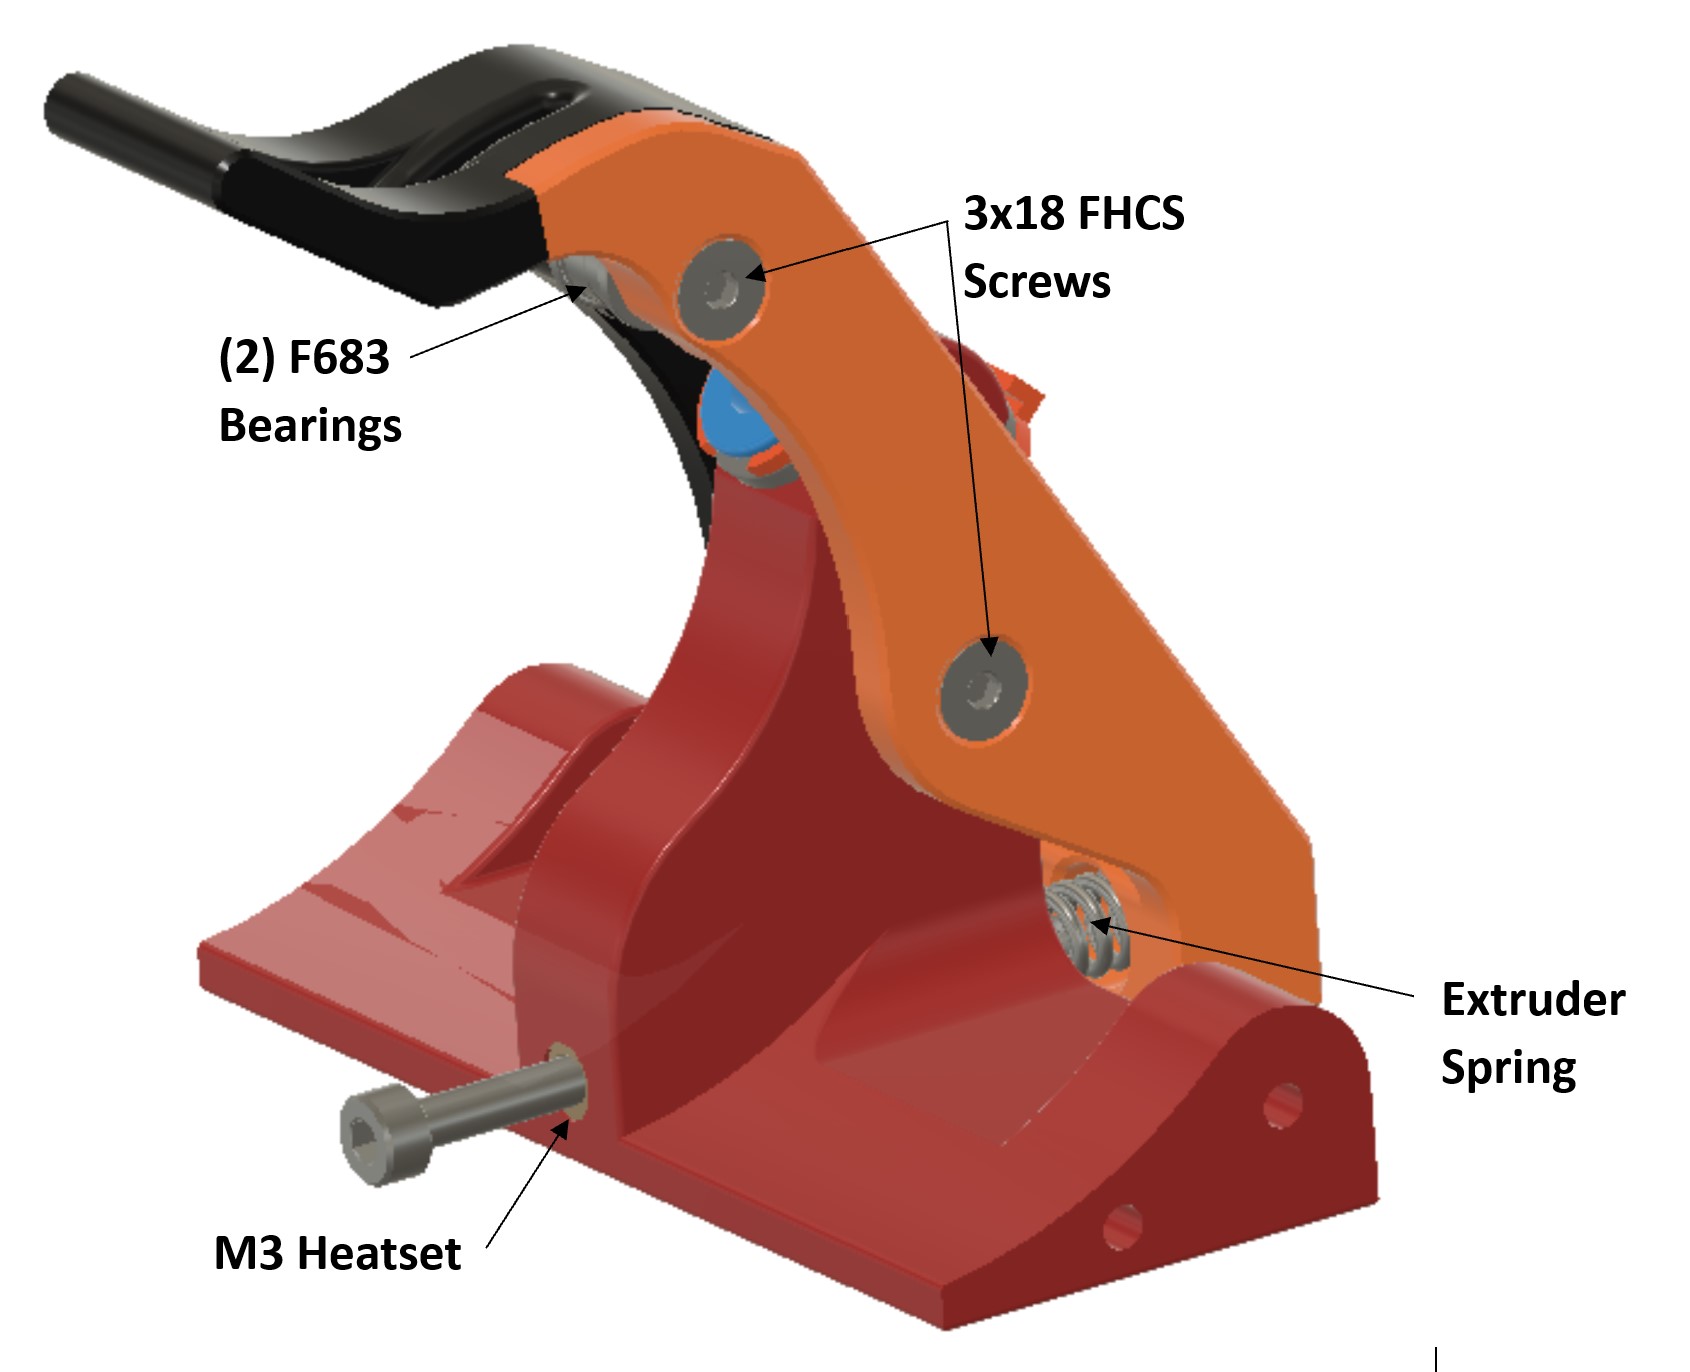 3x18 FHCS
Screws
(2) F683
Bearings
Extruder
Spring
M3 Heatset